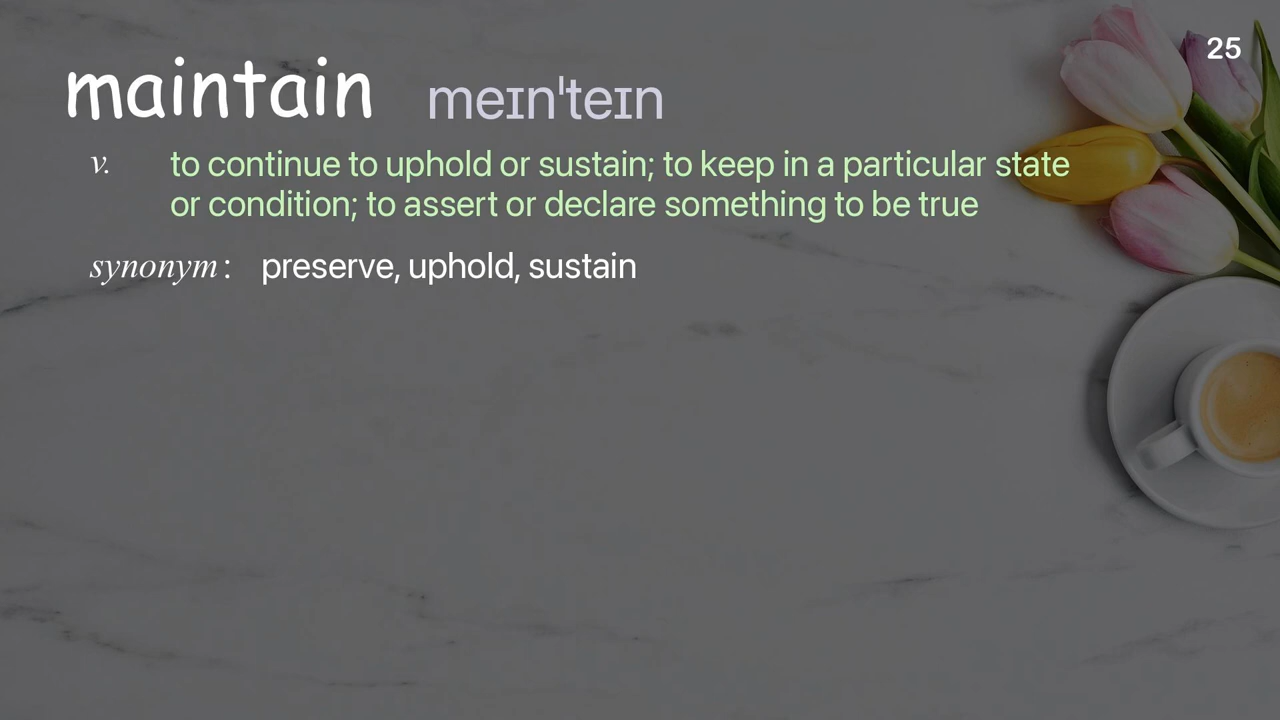 25
maintain meɪnˈteɪn
v. to continue to uphold or sustain; to keep in a particular state
or condition; to assert or declare something to be true
synonym: preserve, uphold, sustain